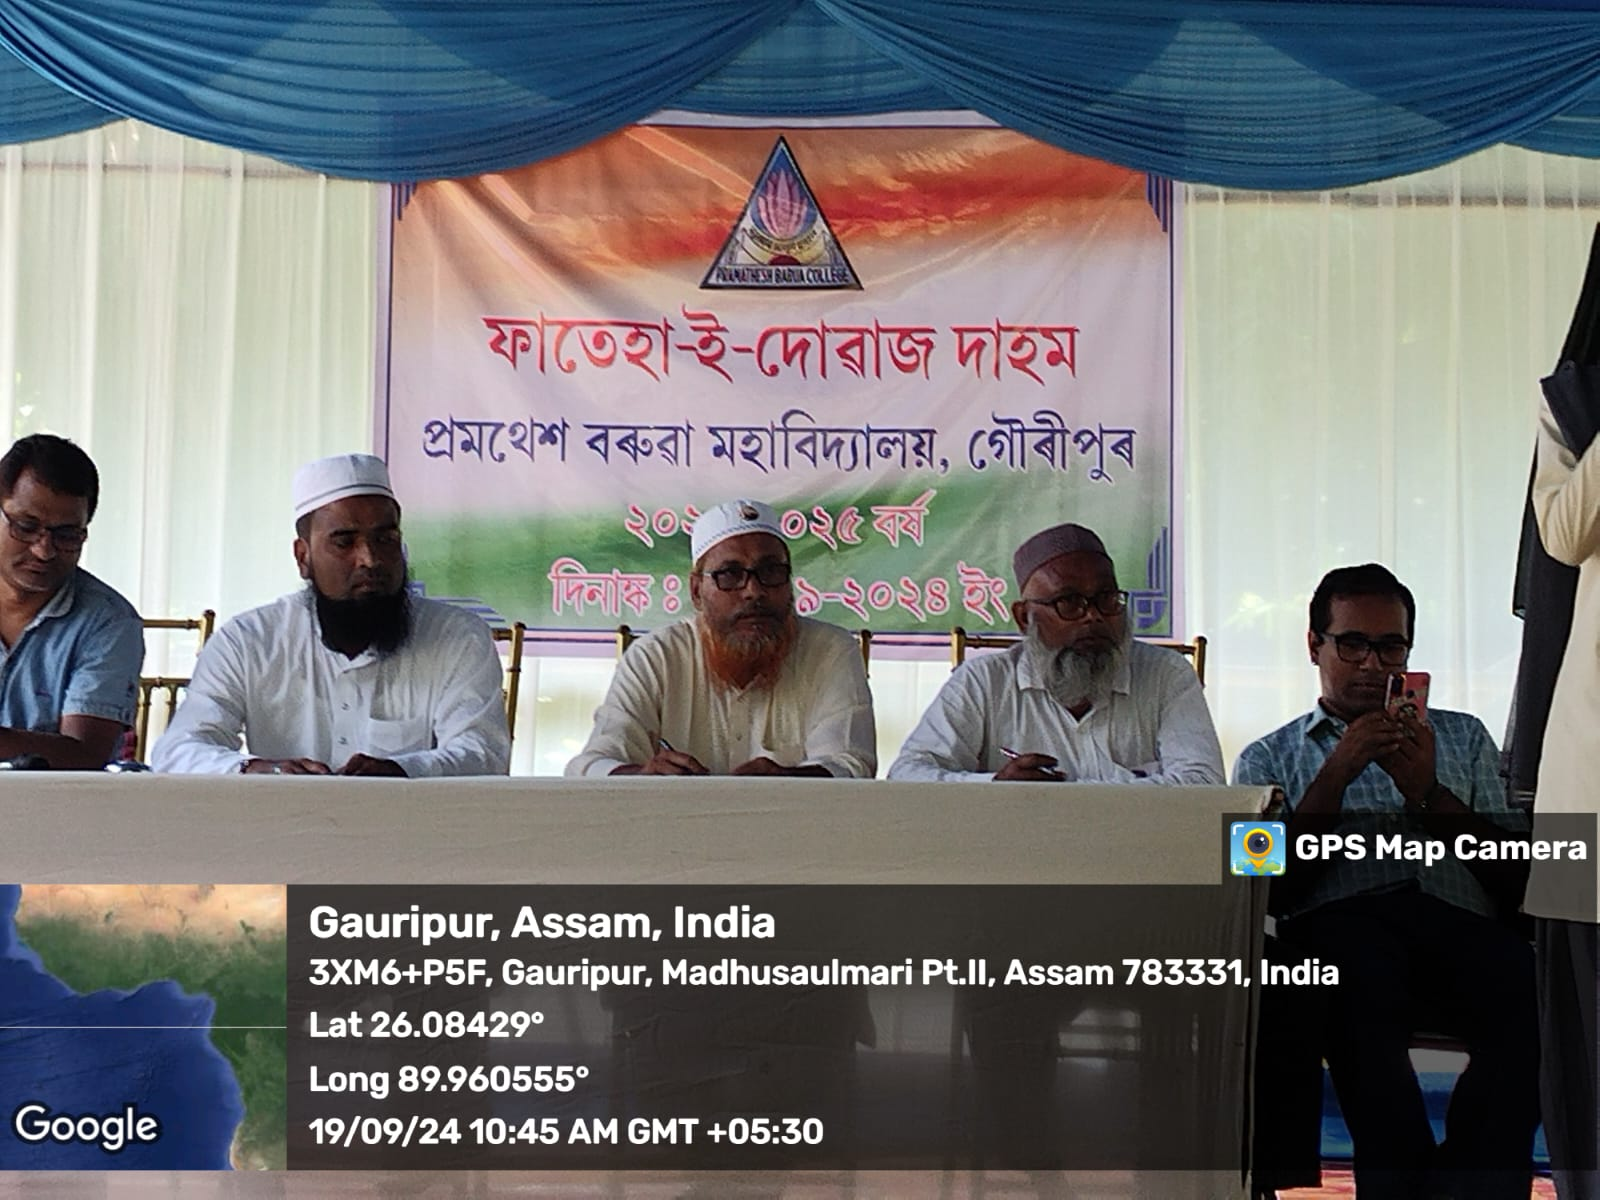 PRAMATHESH BARUA COLLEGE
ফাতেহা-ই-দোৱাজ দাহম
প্ৰমথেশ বৰুৱা মহাবিদ্যালয়, গৌৰীপুৰ
বৰ্ষ
দিনাঙ্ক ঃ ৯-২০২৪ ইং
GPS Map Camera
Gauripur, Assam, India
3XM6+P5F, Gauripur, Madhusaulmari Pt.II, Assam 783331, India
Lat 26.08429°
Long 89.960555°
19/09/24 10:45 AM GMT +05:30
Google